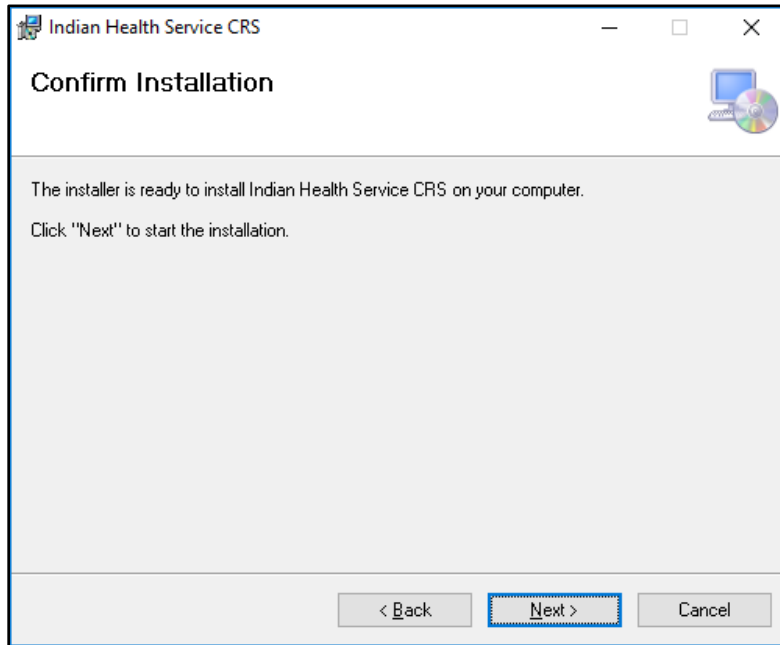 Indian Health Service CRS
Confirm Installation
The installer is ready to install Indian Health Service CRS on your computer.
Click "Next" to start the installation.
< Back
Next >
Cancel